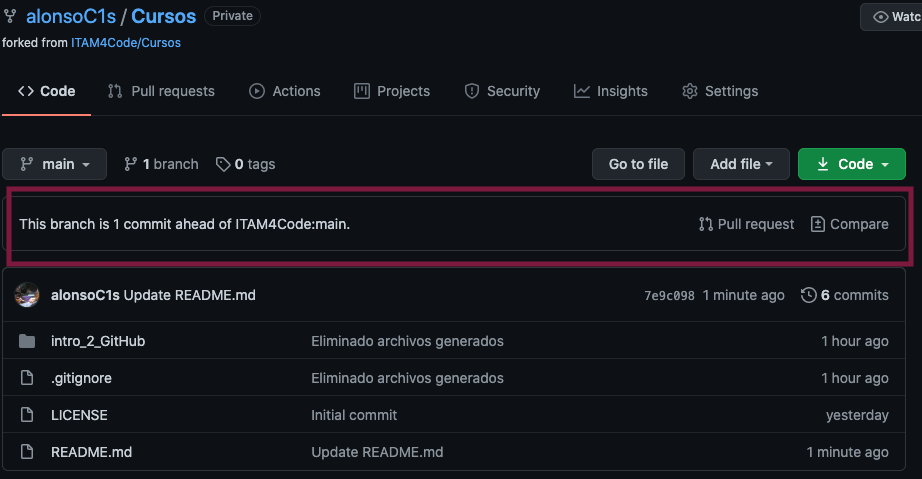 alonsoC1s / Cursos Private
forked from ITAM4Code/Cursos
Code Pull requests Actions Projects Security Insights Settings
main 1 branch 0 tags Go to file Add file Code
This branch is 1 commit ahead of ITAM4Code:main. Pull request Compare
alonsoC1s Update README.md 7e9c098 1 minute ago 6 commits
intro_2_GitHub Eliminado archivos generados 1 hour ago
.gitignore Eliminado archivos generados 1 hour ago
LICENSE Initial commit yesterday
README.md Update README.md 1 minute ago